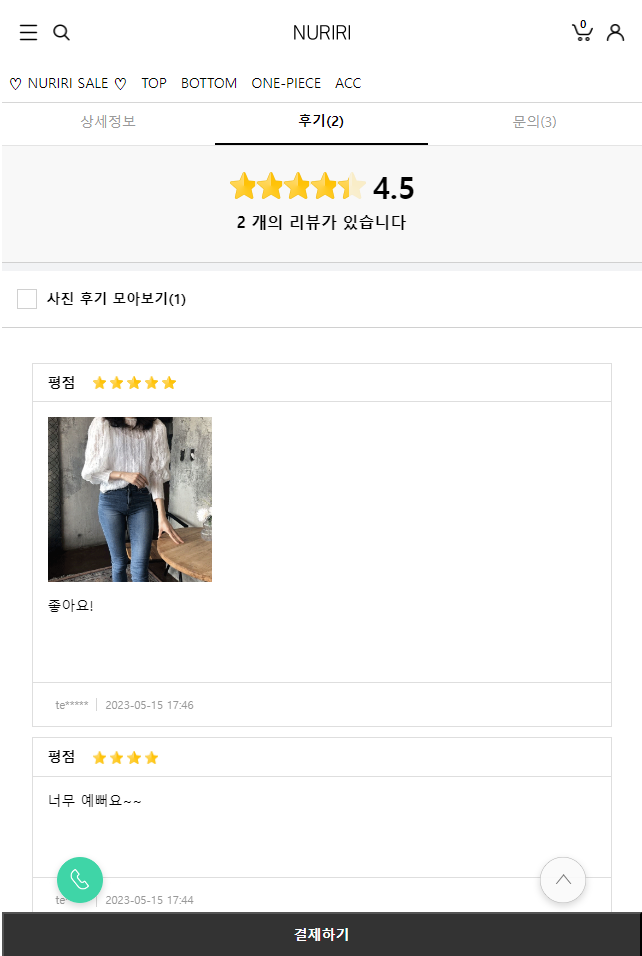 NURIRI
0
♡ NURIRI SALE ♡ TOP BOTTOM ONE-PIECE ACC
상세정보 후기(2) 문의(3)
4.5
2 개의 리뷰가 있습니다
사진 후기 모아보기(1)
평점
좋아요!
te***** 2023-05-15 17:46
평점
너무 예뻐요~~
2023-05-15 17:44
결제하기